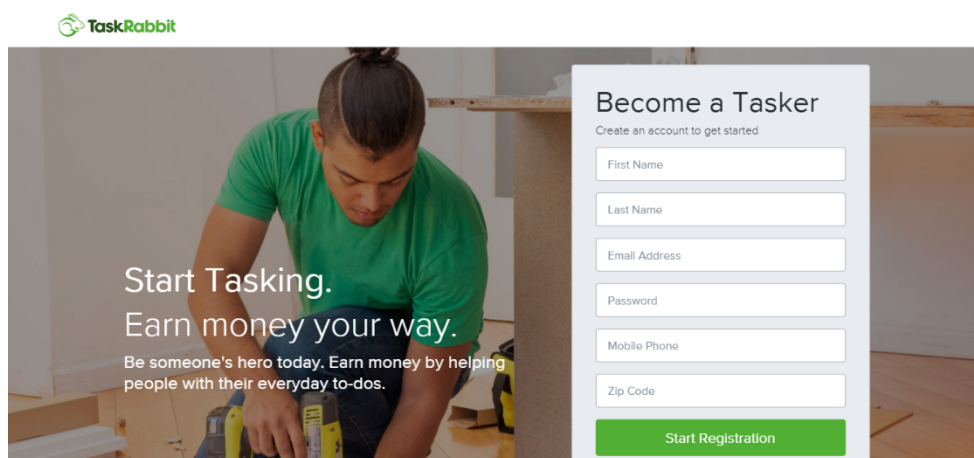 TaskRabbit
Start Tasking.
Earn money your way.
Be someone's hero today. Earn money by helping
people with their everyday to-dos.
Become a Tasker
Create an account to get started
First Name
Last Name
Email Address
Password
Mobile Phone
Zip Code
Start Registration